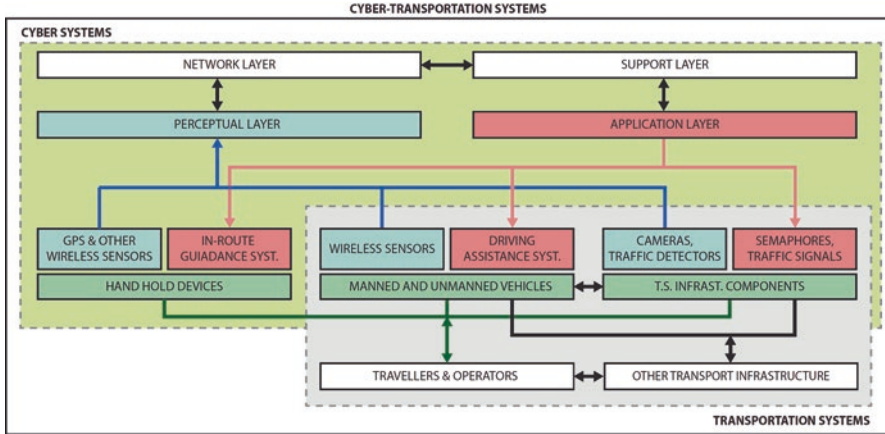 CYBER-TRANSPORTATION SYSTEMS
CYBER SYSTEMS
NETWORK LAYER
SUPPORT LAYER
PERCEPTUAL LAYER
APPLICATION LAYER
GPS & OTHER
WIRELESS SENSORS
IN-ROUTE
GUIADANCE SYST.
WIRELESS SENSORS
DRIVING
ASSISTANCE SYST.
CAMERAS,
TRAFFIC DETECTORS
SEMAPHORES,
TRAFFIC SIGNALS
HAND HOLD DEVICES
MANNED AND UNMANNED VEHICLES
T.S. INFRAST. COMPONENTS
TRAVELLERS & OPERATORS
OTHER TRANSPORT INFRASTRUCTURE
TRANSPORTATION SYSTEMS